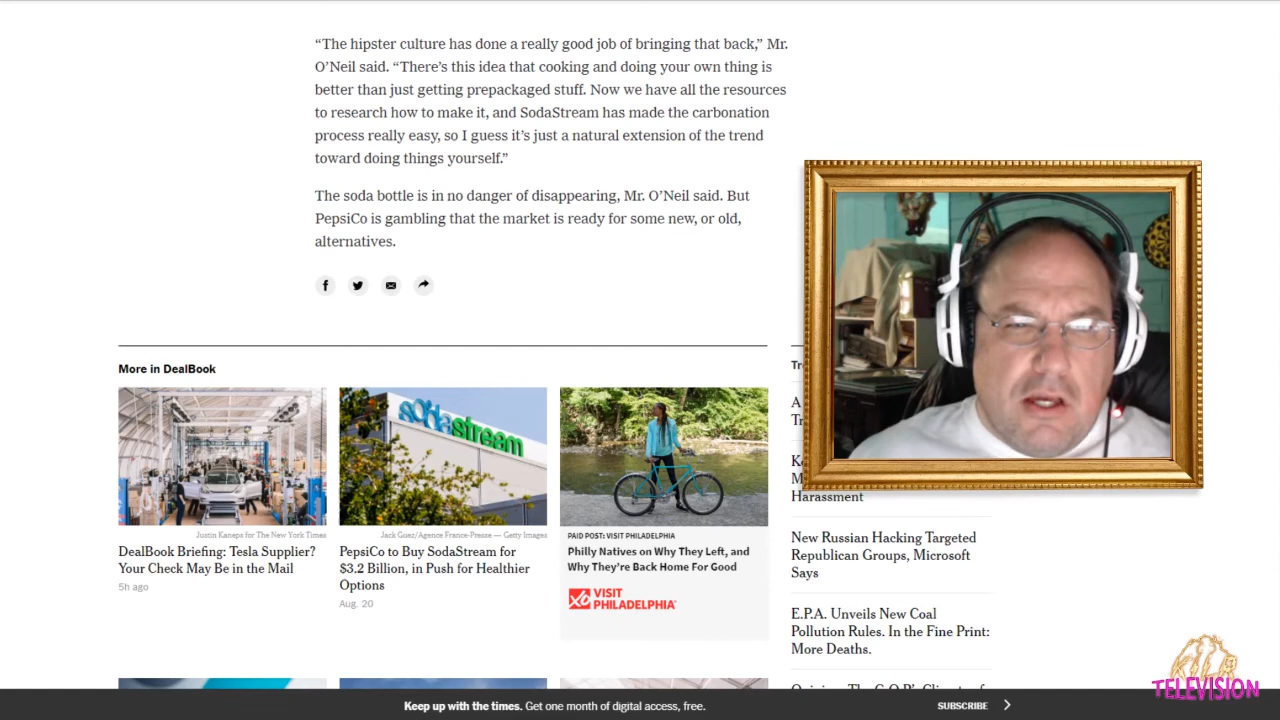 “The hipster culture has done a really good job of bringing that back,” Mr.
O’Neil said. “There’s this idea that cooking and doing your own thing is
better than just getting prepackaged stuff. Now we have all the resources
to research how to make it, and SodaStream has made the carbonation
process really easy, so I guess it’s just a natural extension of the trend
toward doing things yourself.”
The soda bottle is in no danger of disappearing, Mr. O’Neil said. But
PepsiCo is gambling that the market is ready for some new, or old,
alternatives.
More in DealBook
sodastream
Justin Kaneps for The New York Times
DealBook Briefing: Tesla Supplier?
Your Check May Be in the Mail
5h ago
Jack Guez/Agence France-Presse — Getty Images
PepsiCo to Buy SodaStream for
$3.2 Billion, in Push for Healthier
Options
Aug. 20
PAID POST: VISIT PHILADELPHIA
Philly Natives on Why They Left, and
Why They’re Back Home For Good
VISIT
PHILADELPHIA
Harassment
New Russian Hacking Targeted
Republican Groups, Microsoft
Says
E.P.A. Unveils New Coal
Pollution Rules. In the Fine Print:
More Deaths.
Keep up with the times. Get one month of digital access, free.
SUBSCRIBE
TELEVISION